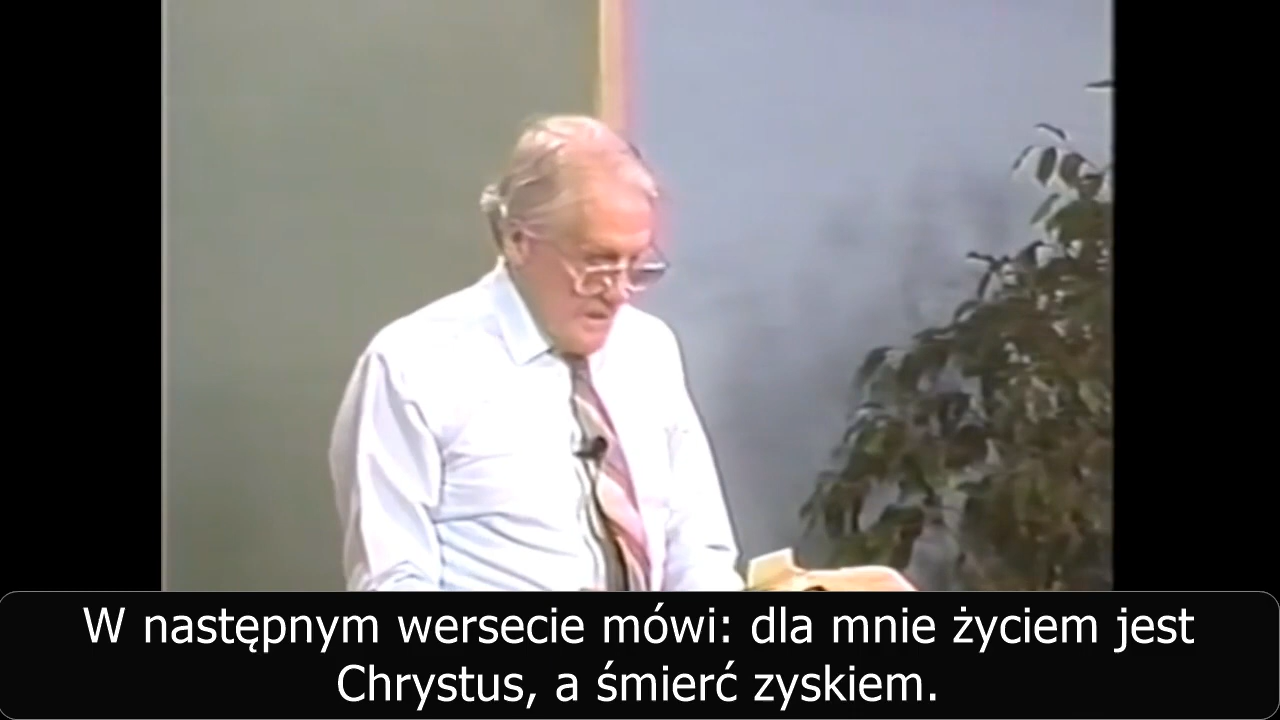 W następnym wersecie mówi: dla mnie życiem jest
Chrystus, a śmierć zyskiem.